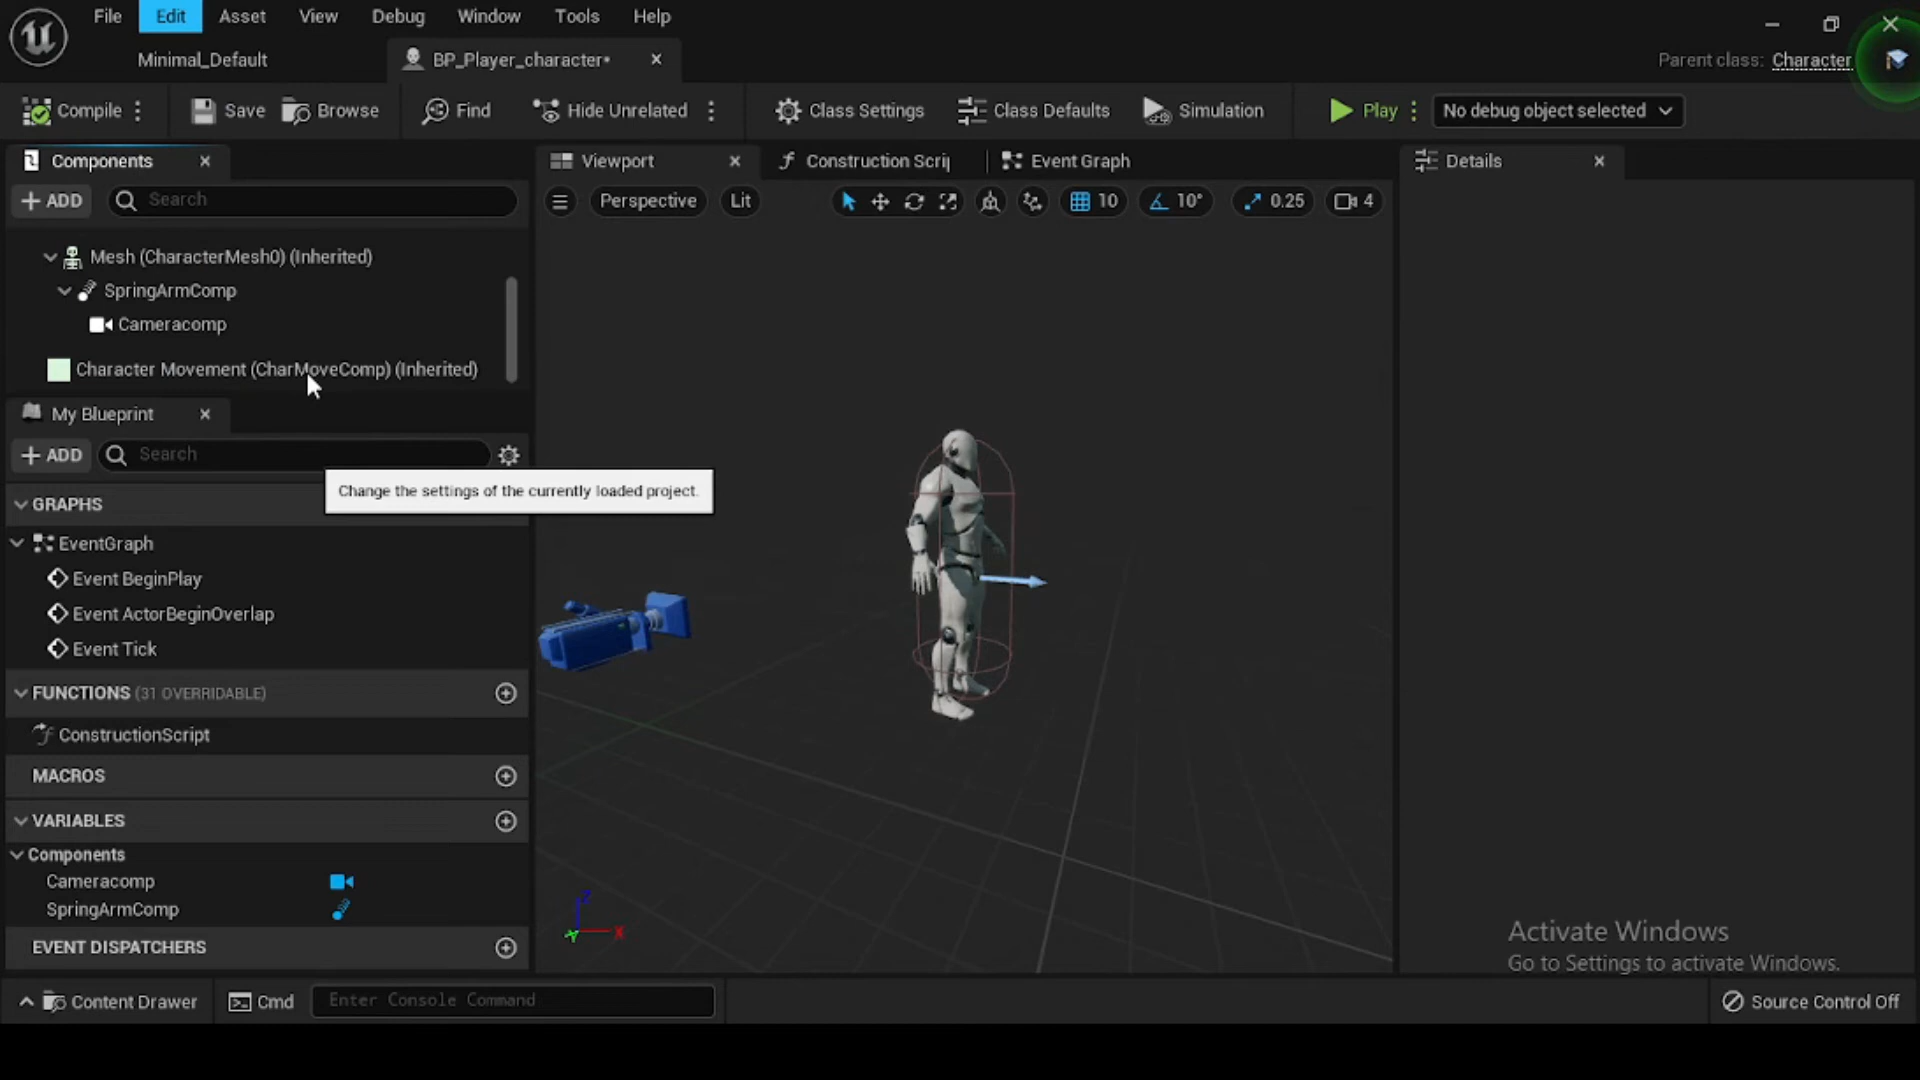 File Edit Asset View Debug Window Tools Help
Minimal_Default BP_Player_character• Parent class: Character
Compile Save Browse Find Hide Unrelated Class Settings Class Defaults Simulation Play No debug object selected
Components Viewport Construction Scrip Event Graph Details
ADD Search Perspective Lit 10 10° 0.25 4
Mesh (CharacterMesh0) (Inherited)
SpringArmComp
Cameracomp
Character Movement (CharMoveComp) (Inherited)
My Blueprint
ADD Search
Change the settings of the currently loaded project.
GRAPHS
EventGraph
Event BeginPlay
Event ActorBeginOverlap
Event Tick
FUNCTIONS (31 OVERRIDABLE)
ConstructionScript
MACROS
VARIABLES
Components
Cameracomp
SpringArmComp
EVENT DISPATCHERS
Z
Y X
Activate Windows
Go to Settings to activate Windows.
Content Drawer Cmd Enter Console Command Source Control Off